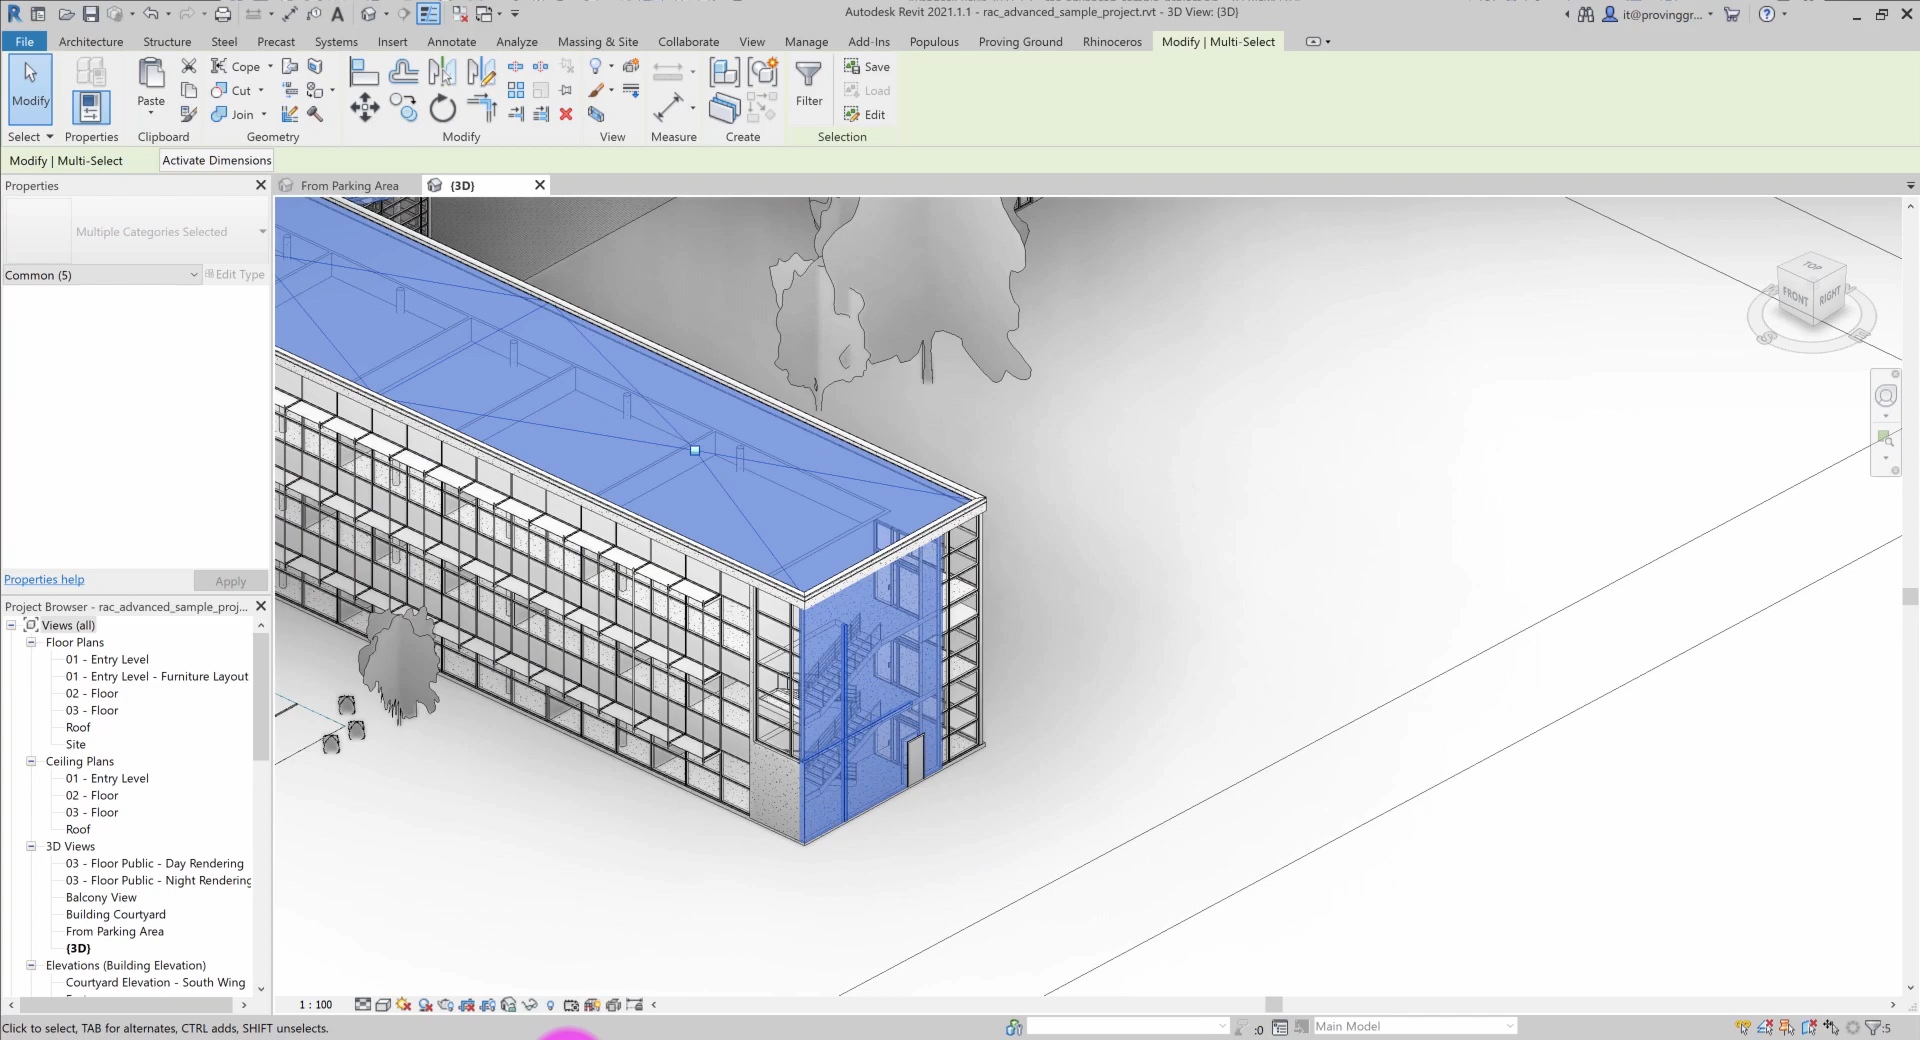 Autodesk Revit 2021.1.1 - rac_advanced_sample_project.rvt - 3D View: {3D}
it@provinggr...
File Architecture Structure Steel Precast Systems Insert Annotate Analyze Massing & Site Collaborate View Manage Add-Ins Populous Proving Ground Rhinoceros Modify | Multi-Select
Modify
Paste
Cope
Cut
Join
Filter
Save
Load
Edit
Select Properties Clipboard Geometry Modify View Measure Create Selection
Modify | Multi-Select Activate Dimensions
Properties
From Parking Area {3D}
Multiple Categories Selected
Common (5) Edit Type
Properties help Apply
Project Browser - rac_advanced_sample_proj...
Views (all)
Floor Plans
01 - Entry Level
01 - Entry Level - Furniture Layout
02 - Floor
03 - Floor
Roof
Site
Ceiling Plans
01 - Entry Level
02 - Floor
03 - Floor
Roof
3D Views
03 - Floor Public - Day Rendering
03 - Floor Public - Night Rendering
Balcony View
Building Courtyard
From Parking Area
{3D}
Elevations (Building Elevation)
Courtyard Elevation - South Wing
TOP
FRONT RIGHT
1 : 100
Click to select, TAB for alternates, CTRL adds, SHIFT unselects.
:0
Main Model
:5